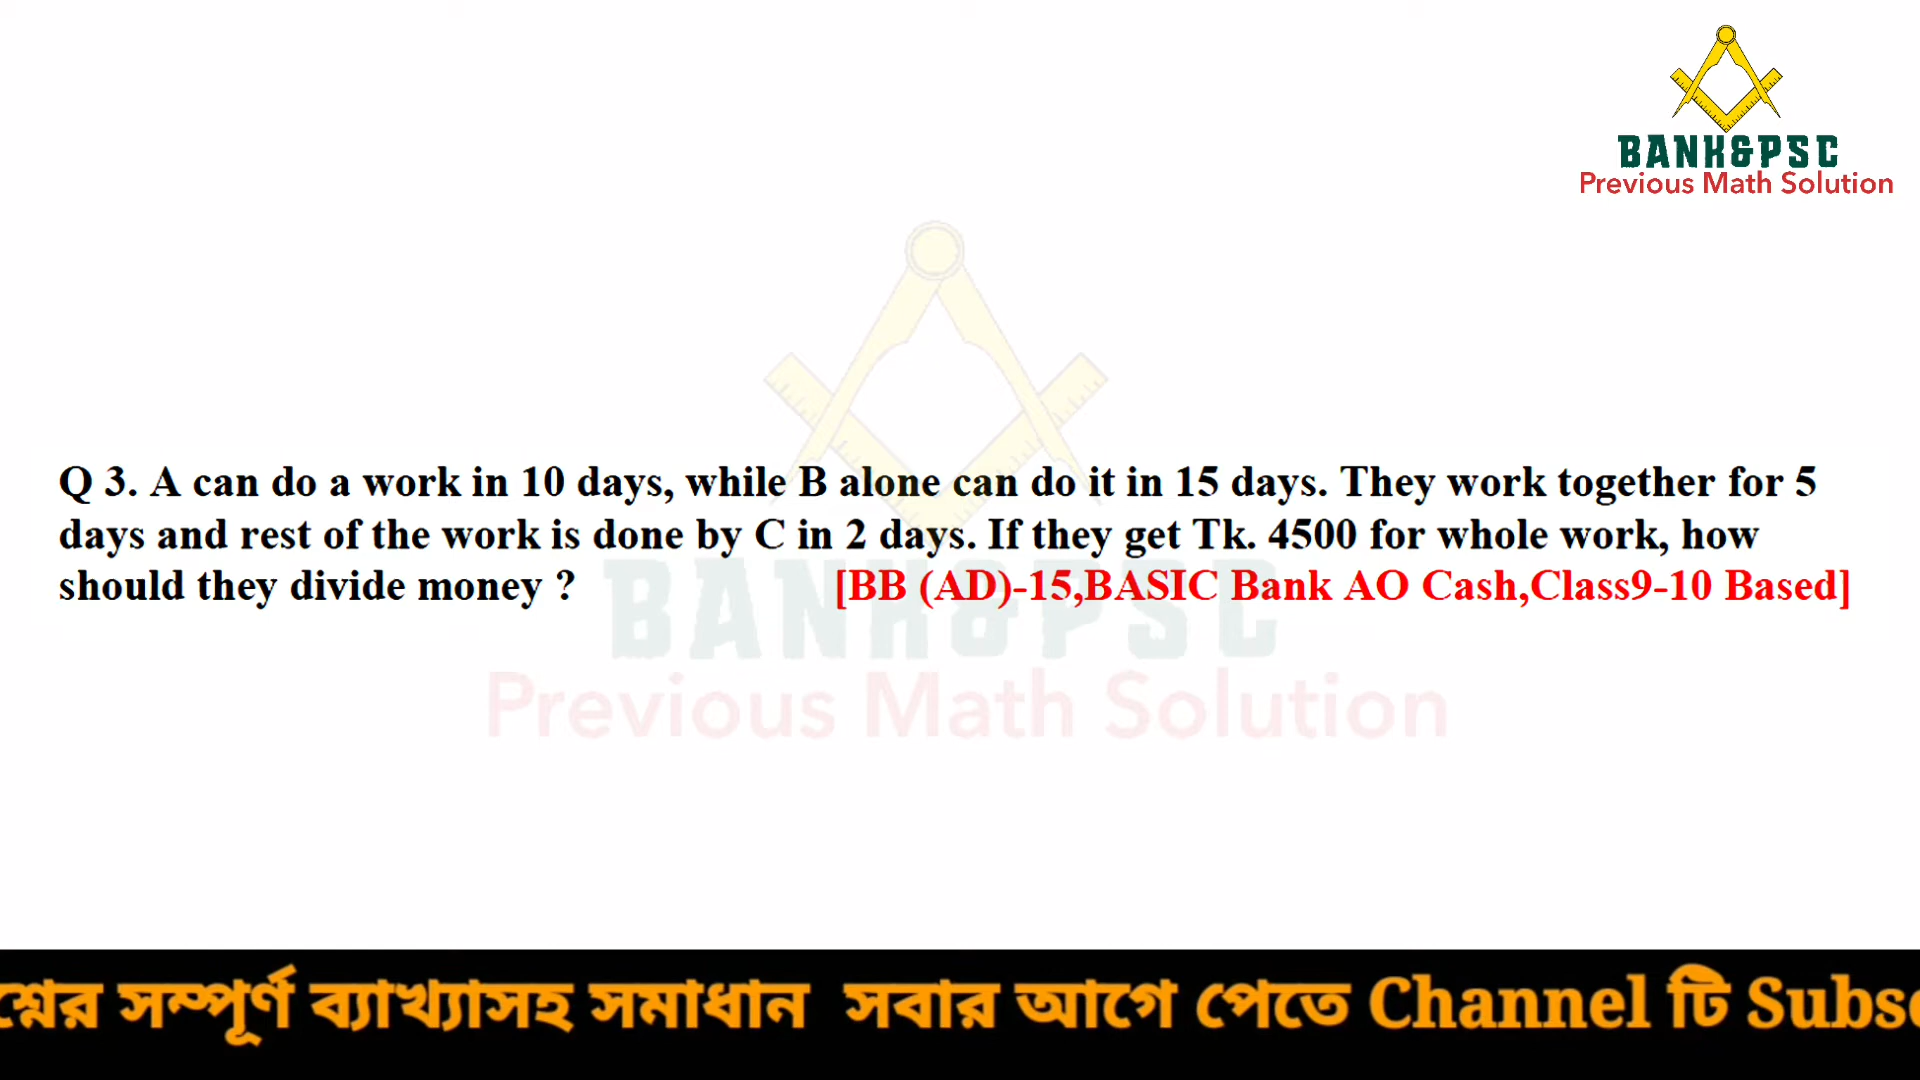 BANK&PSC
Previous Math Solution
Q 3. A can do a work in 10 days, while B alone can do it in 15 days. They work together for 5
days and rest of the work is done by C in 2 days. If they get Tk. 4500 for whole work, how
should they divide money ? [BB (AD)-15,BASIC Bank AO Cash,Class9-10 Based]
BANK&PSC
Previous Math Solution
সম্পূর্ণ ব্যাখ্যাসহ সমাধান সবার আগে পেতে Channel টি